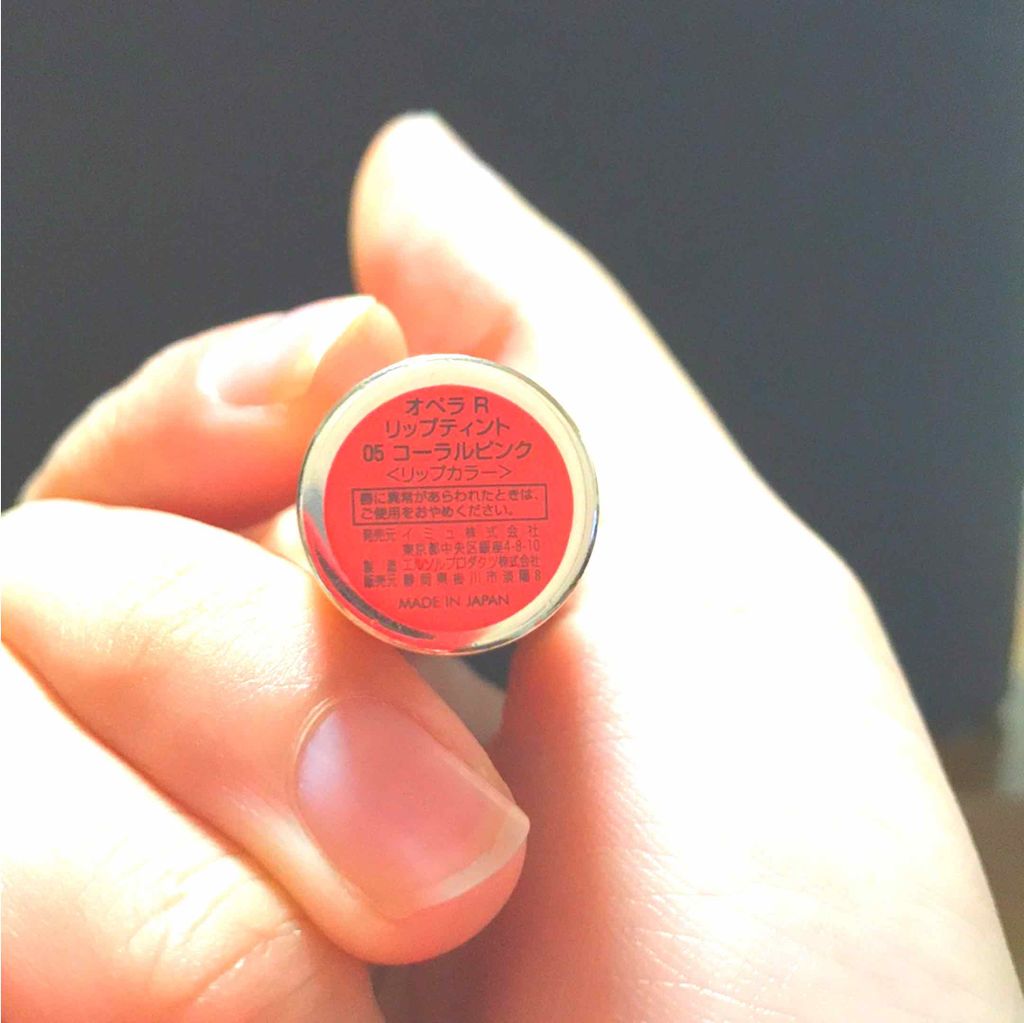 オペラ R
リップティント
05 コーラルピンク
<リップカラー>
唇に異常があらわれたときは、
ご使用をおやめください。
発売元 イミュ株式会社
東京都中央区銀座4-8-10
製造 エルソルプロダクツ株式会社
販売元 静岡県掛川市淡陽8
MADE IN JAPAN